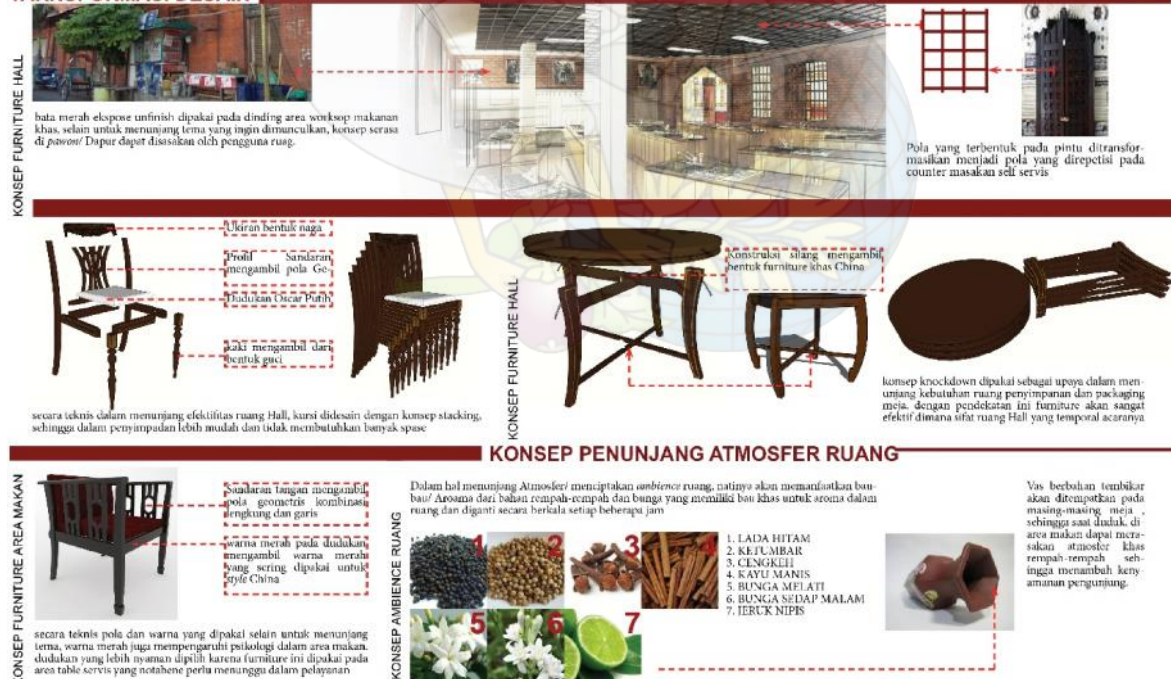 TRANSFORMASI DESAIN
KONSEP FURNITURE HALL
bata merah ekspose unfinish dipakai pada dinding area worksop makanan
khas, selain untuk menunjang tema yang ingin dimunculkan, konsep serasa
di pawon/ Dapur dapat disasakan oleh pengguna ruag.
Pola yang terbentuk pada pintu ditransfor-
masikan menjadi pola yang direpetisi pada
counter masakan self servis
Ukiran bentuk naga
Profil Sandaran
mengambil pola Ge-
Dudukan Oscar Putih
kaki mengambil dari
bentuk guci
secara teknis dalam menunjang efektifitas ruang Hall, kursi didesain dengan konsep stacking,
sehingga dalam penyimpadan lebih mudah dan tidak membutuhkan banyak spase
KONSEP FURNITURE HALL
Konstruksi silang mengambil
bentuk furniture khas China
konsep knockdown dipakai sebagai upaya dalam men-
unjang kebutuhan ruang penyimpanan dan packaging
meja, dengan pendekatan ini furniture akan sangat
efektif dimana sifat ruang Hall yang temporal acaranya
KONSEP PENUNJANG ATMOSFER RUANG
KONSEP FURNITURE AREA MAKAN
Sandaran tangan mengambil
pola geometris kombinasi
lengkung dan garis
warna merah pada dudukan
mengambil warna merah
yang sering dipakai untuk
style China
secara teknis pola dan warna yang dipakai selain untuk menunjang
tema, warna merah juga mempengaruhi psikologi dalam area makan.
dudukan yang lebih nyaman dipilih karena furniture ini dipakai pada
area table servis yang notabene perlu menunggu dalam pelayanan
KONSEP AMBIENCE RUANG
Dalam hal menunjang Atmosfer/ menciptakan ambience ruang, natinya akan memanfaatkan bau-
bau/ Aroama dari bahan rempah-rempah dan bunga yang memiliki bau khas untuk aroma dalam
ruang dan diganti secara berkala setiap beberapa jam
1 2 3 4
5 6 7
1. LADA HITAM
2. KETUMBAR
3. CENGKEH
4. KAYU MANIS
5. BUNGA MELATI
6. BUNGA SEDAP MALAM
7. JERUK NIPIS
Vas berbahan tembikar
akan ditempatkan pada
masing-masing meja ,
sehingga saat duduk, di
area makan dapat mera-
sakan atmosfer khas
rempah-rempah seh-
ingga menambah keny-
amanan pengunjung.